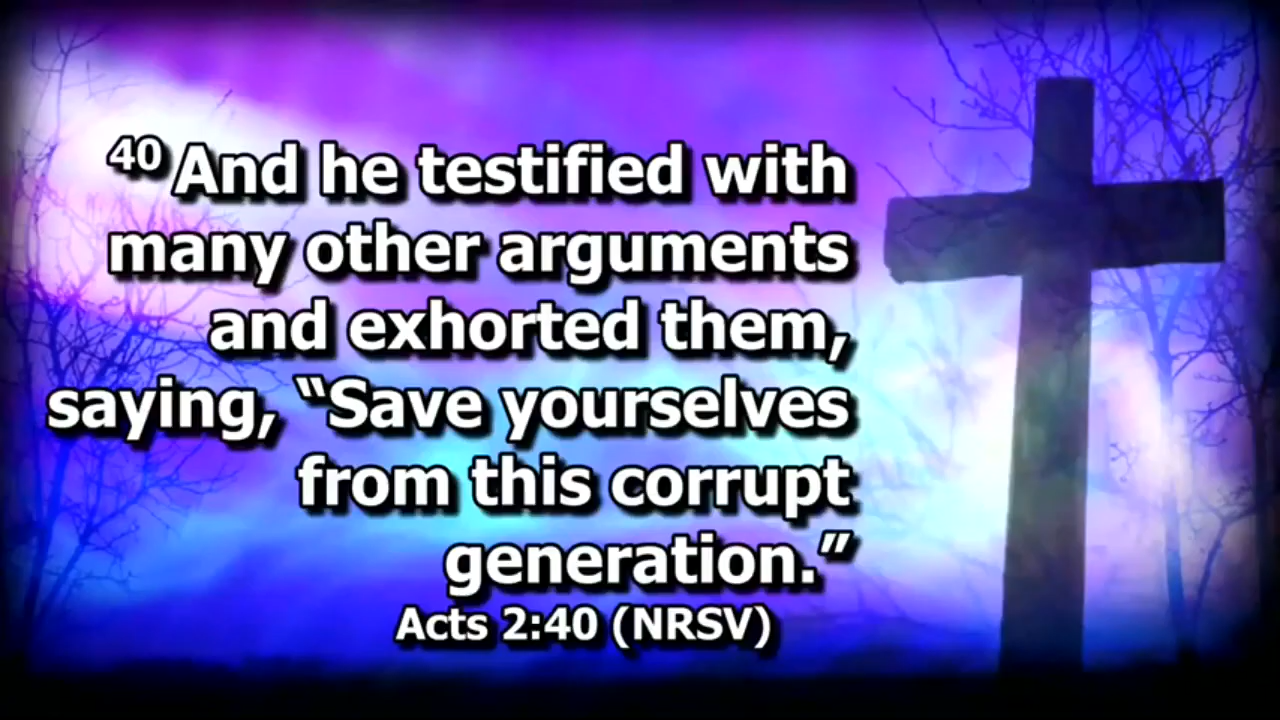 40 And he testified with
many other arguments
and exhorted them,
saying, “Save yourselves
from this corrupt
generation.”
Acts 2:40 (NRSV)